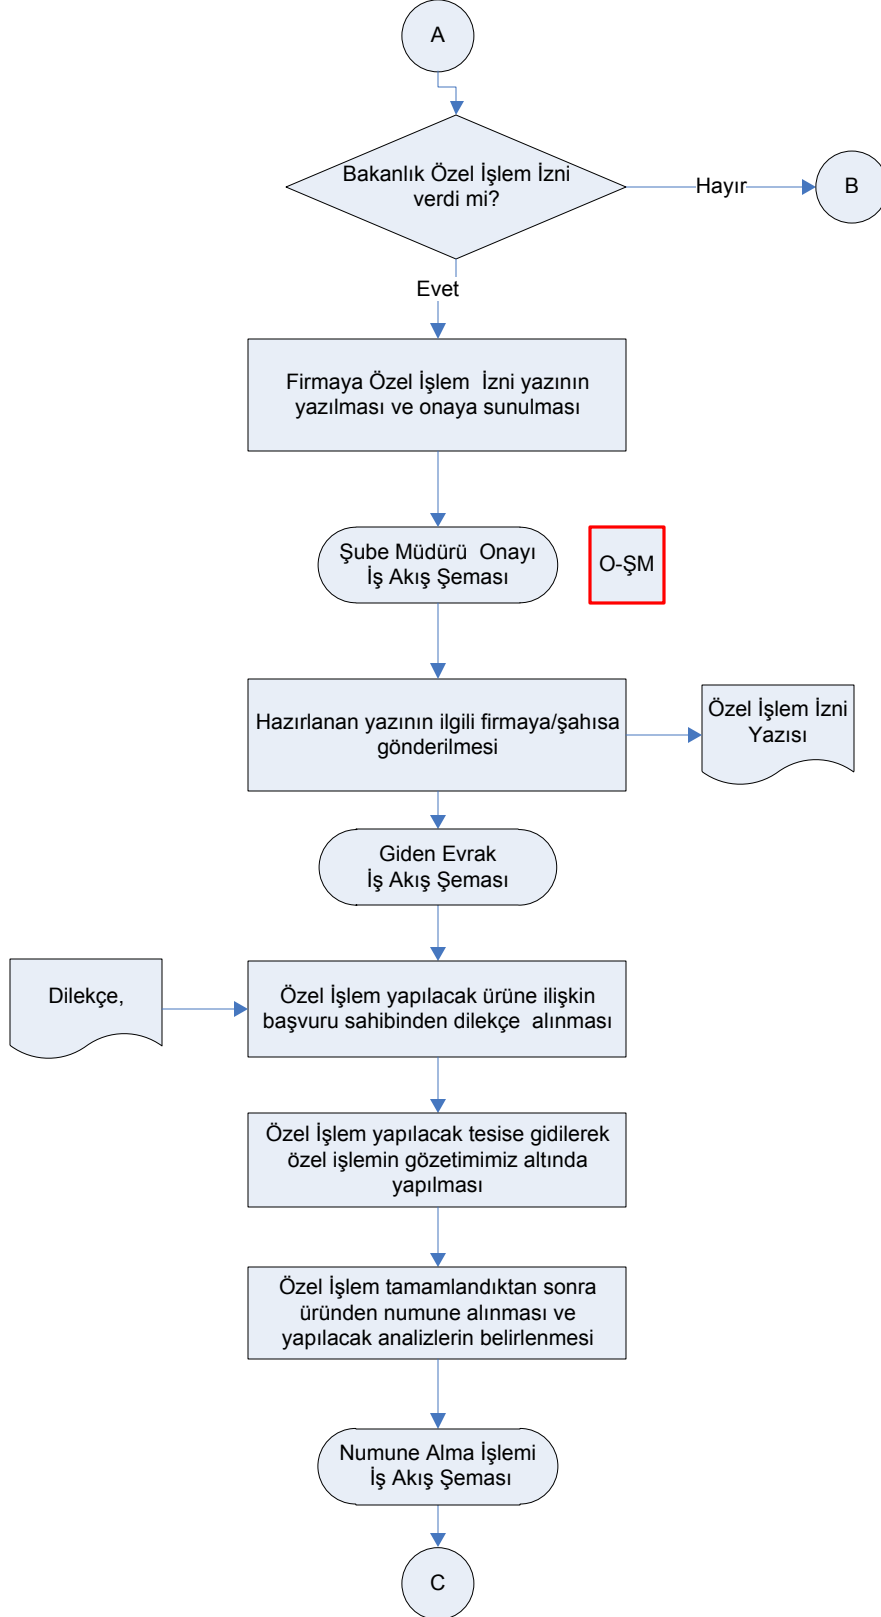 A
Bakanlık Özel İşlem İzni
verdi mi?
Hayır
B
Evet
Firmaya Özel İşlem İzni yazının
yazılması ve onaya sunulması
Şube Müdürü Onayı
İş Akış Şeması
O-ŞM
Hazırlanan yazının ilgili firmaya/şahısa
gönderilmesi
Özel İşlem İzni
Yazısı
Giden Evrak
İş Akış Şeması
Dilekçe,
Özel İşlem yapılacak ürüne ilişkin
başvuru sahibinden dilekçe alınması
Özel İşlem yapılacak tesise gidilerek
özel işlemin gözetimimiz altında
yapılması
Özel İşlem tamamlandıktan sonra
üründen numune alınması ve
yapılacak analizlerin belirlenmesi
Numune Alma İşlemi
İş Akış Şeması
C